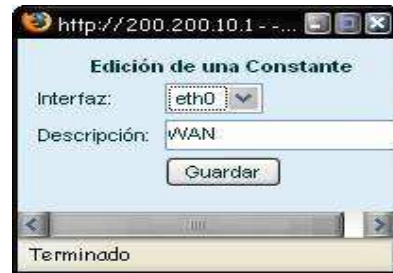 http://200.200.10.1 - -...
Edición de una Constante
Interfaz: eth0
Descripción: WAN
Guardar
Terminado